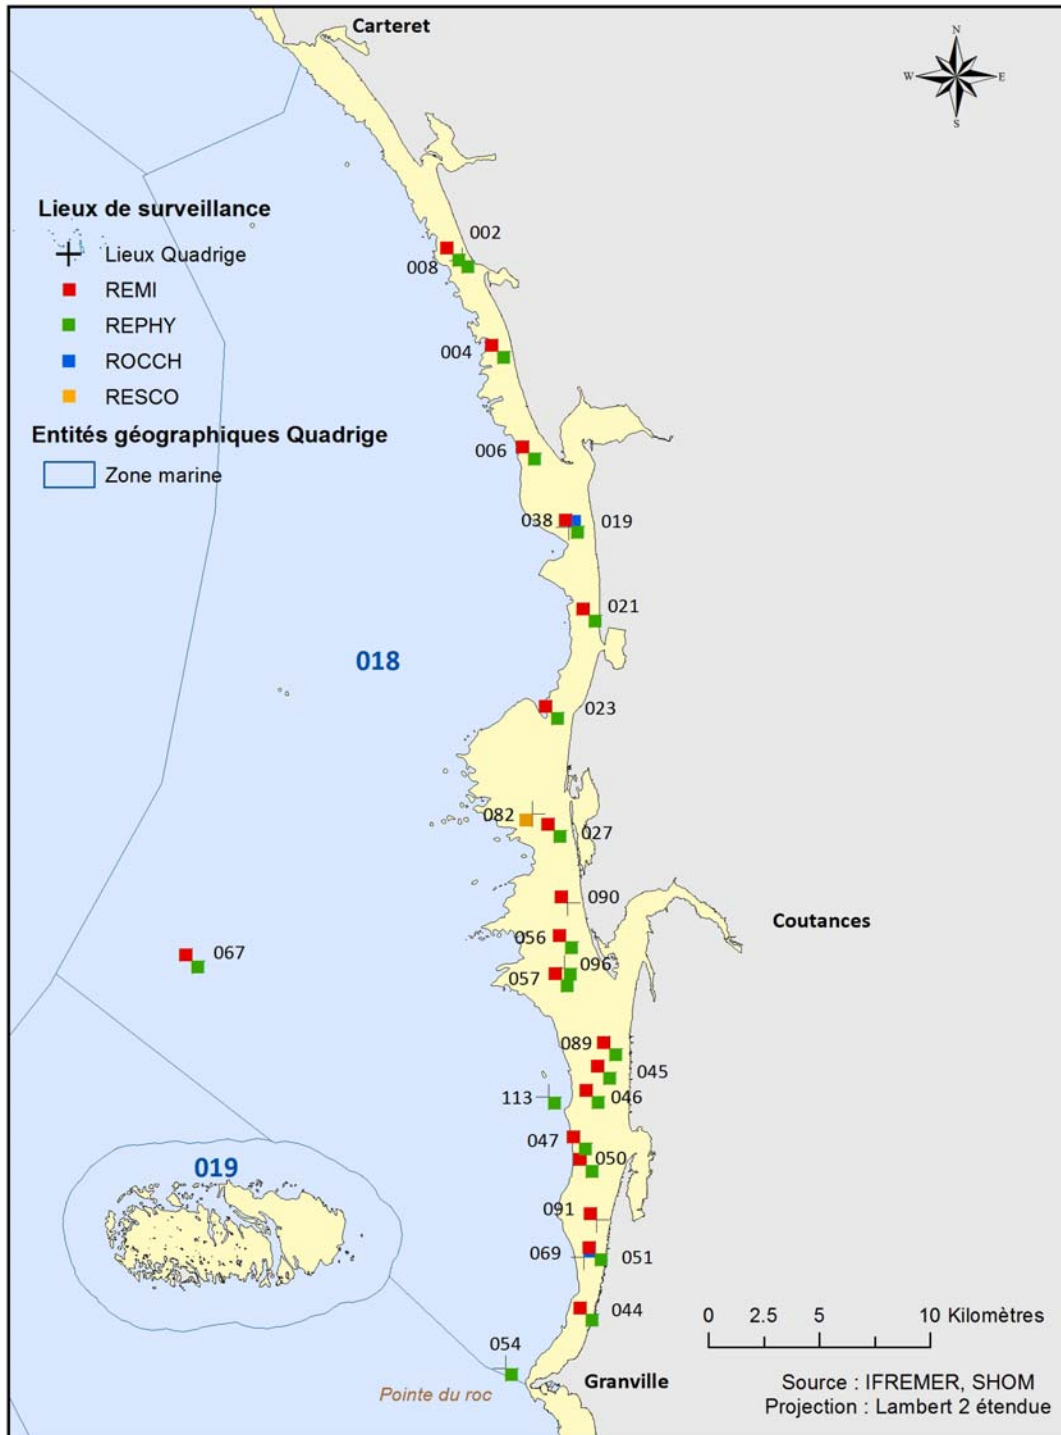 Carteret
N
W E
S
Lieux de surveillance
Lieux Quadrige
REMI
REPHY
ROCCH
RESCO
Entités géographiques Quadrige
Zone marine
002
008
004
006
038 019
021
018
023
082
027
090
Coutances
056
067
096
057
089
045
113 046
047
050
019
091
069 051
044
0 2.5 5 10 Kilomètres
054
Pointe du roc
Granville
Source : IFREMER, SHOM
Projection : Lambert 2 étendue